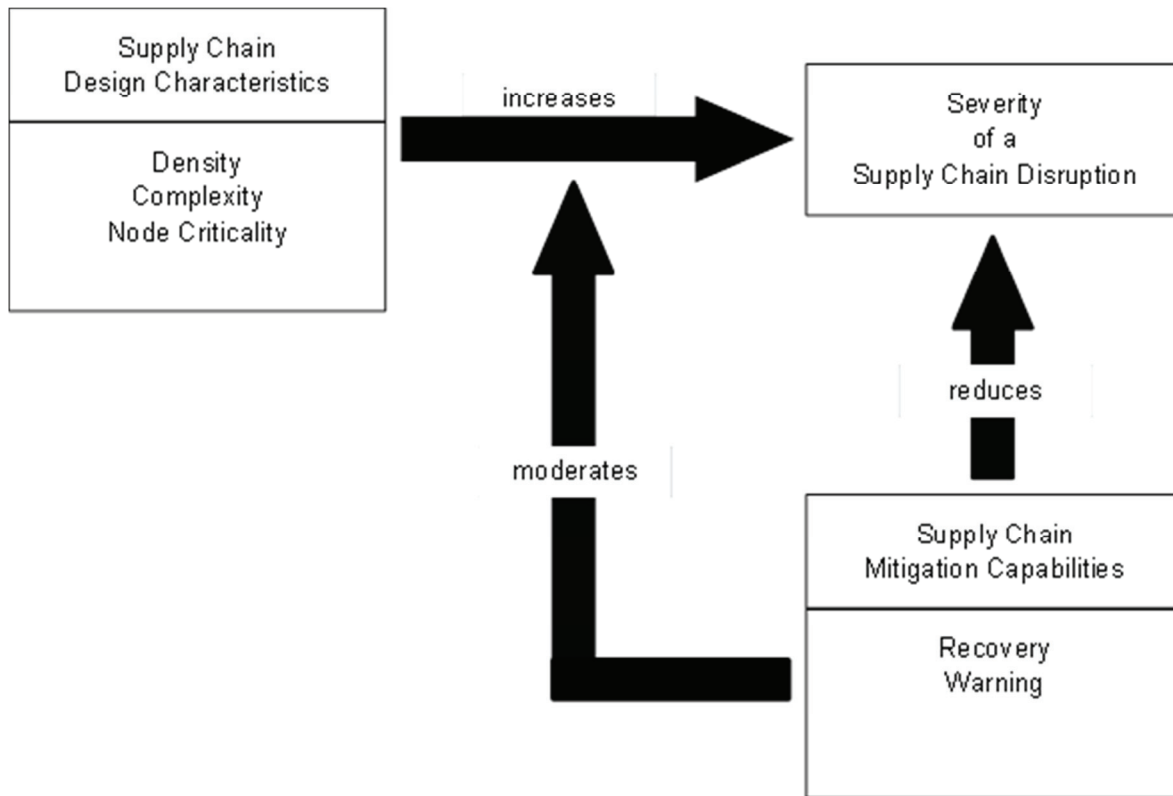 Supply Chain
Design Characteristics
Density
Complexity
Node Criticality
increases
Severity
of a
Supply Chain Disruption
moderates
reduces
Supply Chain
Mitigation Capabilities
Recovery
Warning